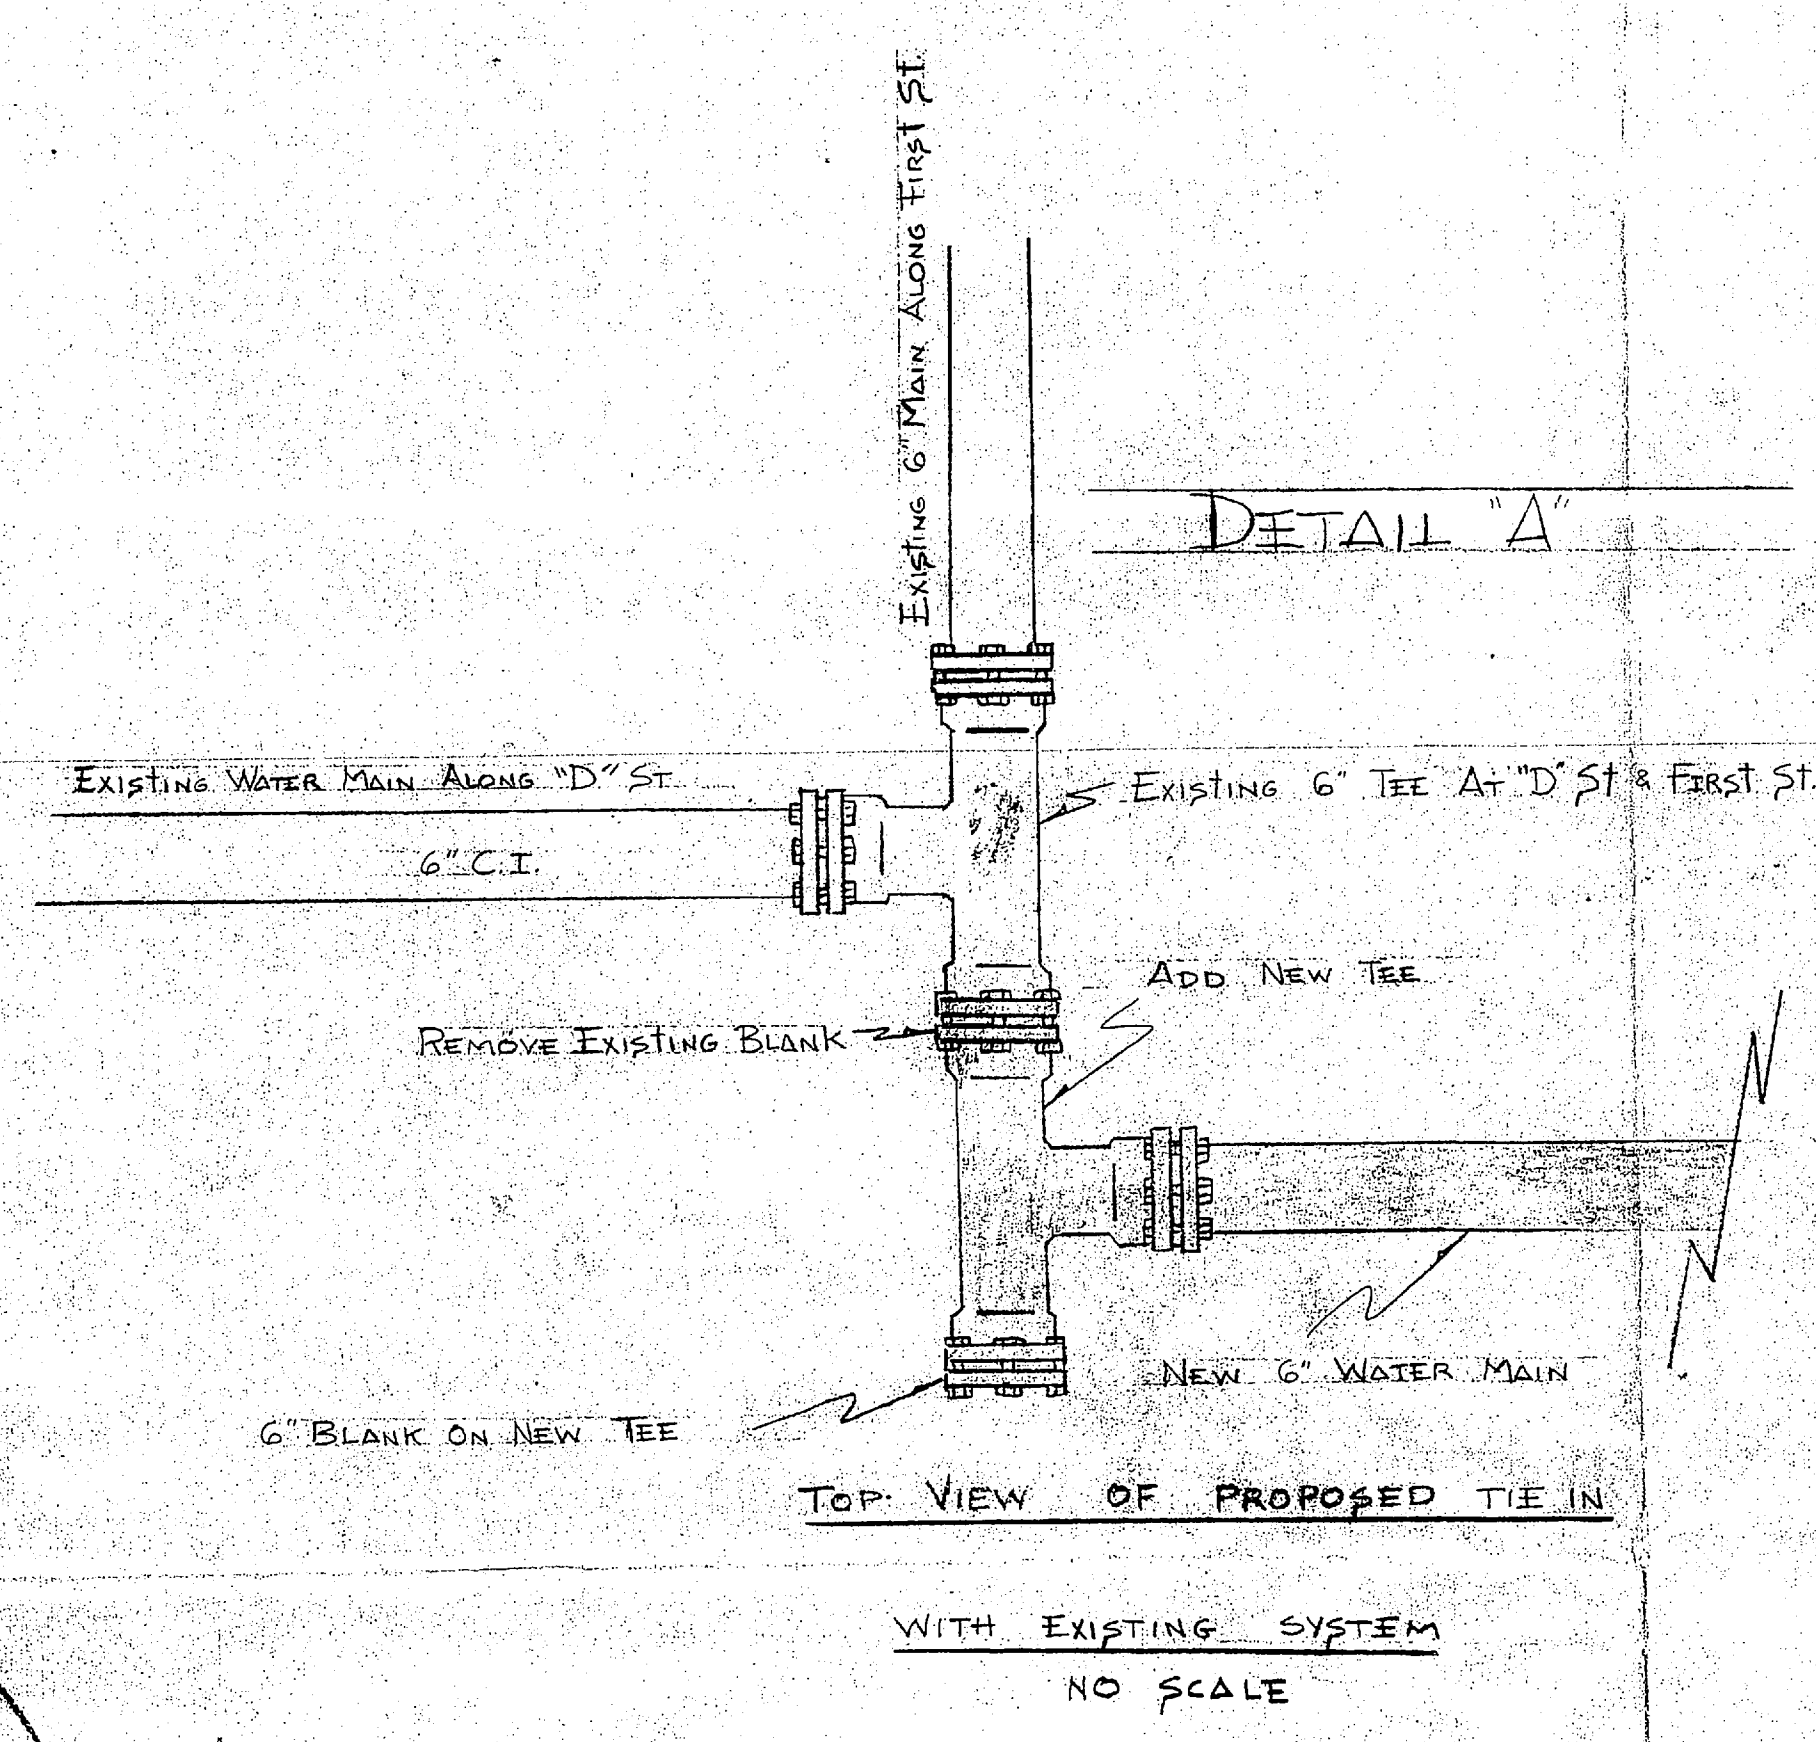 EXISTING 6" MAIN ALONG FIRST ST.
DETAIL "A"
EXISTING WATER MAIN ALONG "D" ST
EXISTING 6" TEE AT "D" ST & FIRST ST.
6" C.I.
ADD NEW TEE
REMOVE EXISTING BLANK
NEW 6" WATER MAIN
6" BLANK ON NEW TEE
TOP VIEW OF PROPOSED TIE IN
WITH EXISTING SYSTEM
NO SCALE